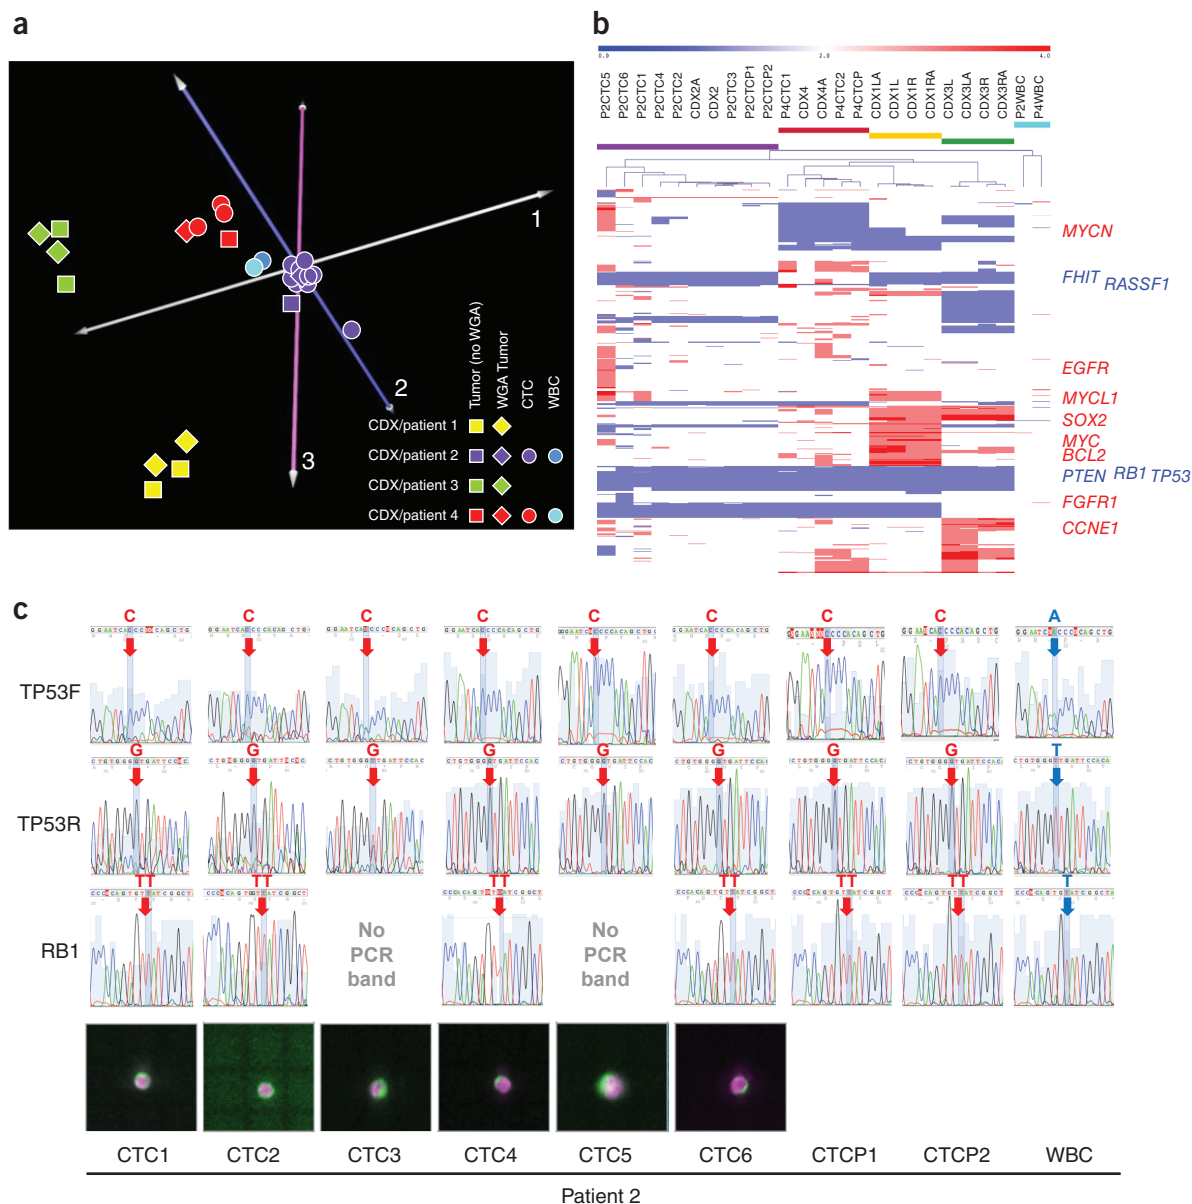 a
1
2
3
Tumor (no WGA)
WGA Tumor
CTC
WBC
CDX/patient 1
CDX/patient 2
CDX/patient 3
CDX/patient 4
b
0.0 2.0 4.0
P2CTC5
P2CTC6
P2CTC1
P2CTC4
P2CTC2
CDX2A
CDX2
P2CTC3
P2CTCP1
P2CTCP2
P4CTC1
CDX4
CDX4A
P4CTC2
P4CTCP
CDX1LA
CDX1L
CDX1R
CDX1RA
CDX3L
CDX3LA
CDX3R
CDX3RA
P2WBC
P4WBC
MYCN
FHIT RASSF1
EGFR
MYCL1
SOX2
MYC
BCL2
PTEN RB1 TP53
FGFR1
CCNE1
c
C C C C C C C C A
TP53F
G G G G G G G G T
TP53R
TT TT TT TT TT TT T
RB1
No PCR band
No PCR band
CTC1 CTC2 CTC3 CTC4 CTC5 CTC6 CTCP1 CTCP2 WBC
Patient 2